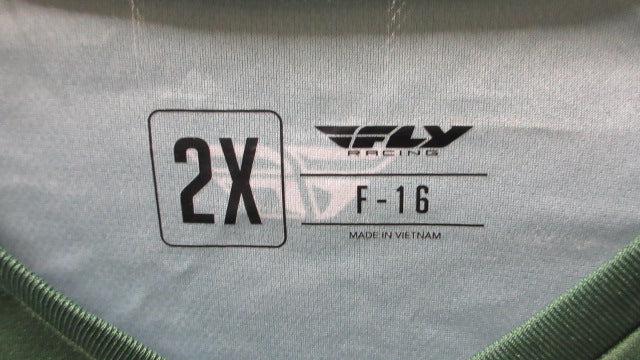 2X
FLY
RACING
F-16
MADE IN VIETNAM